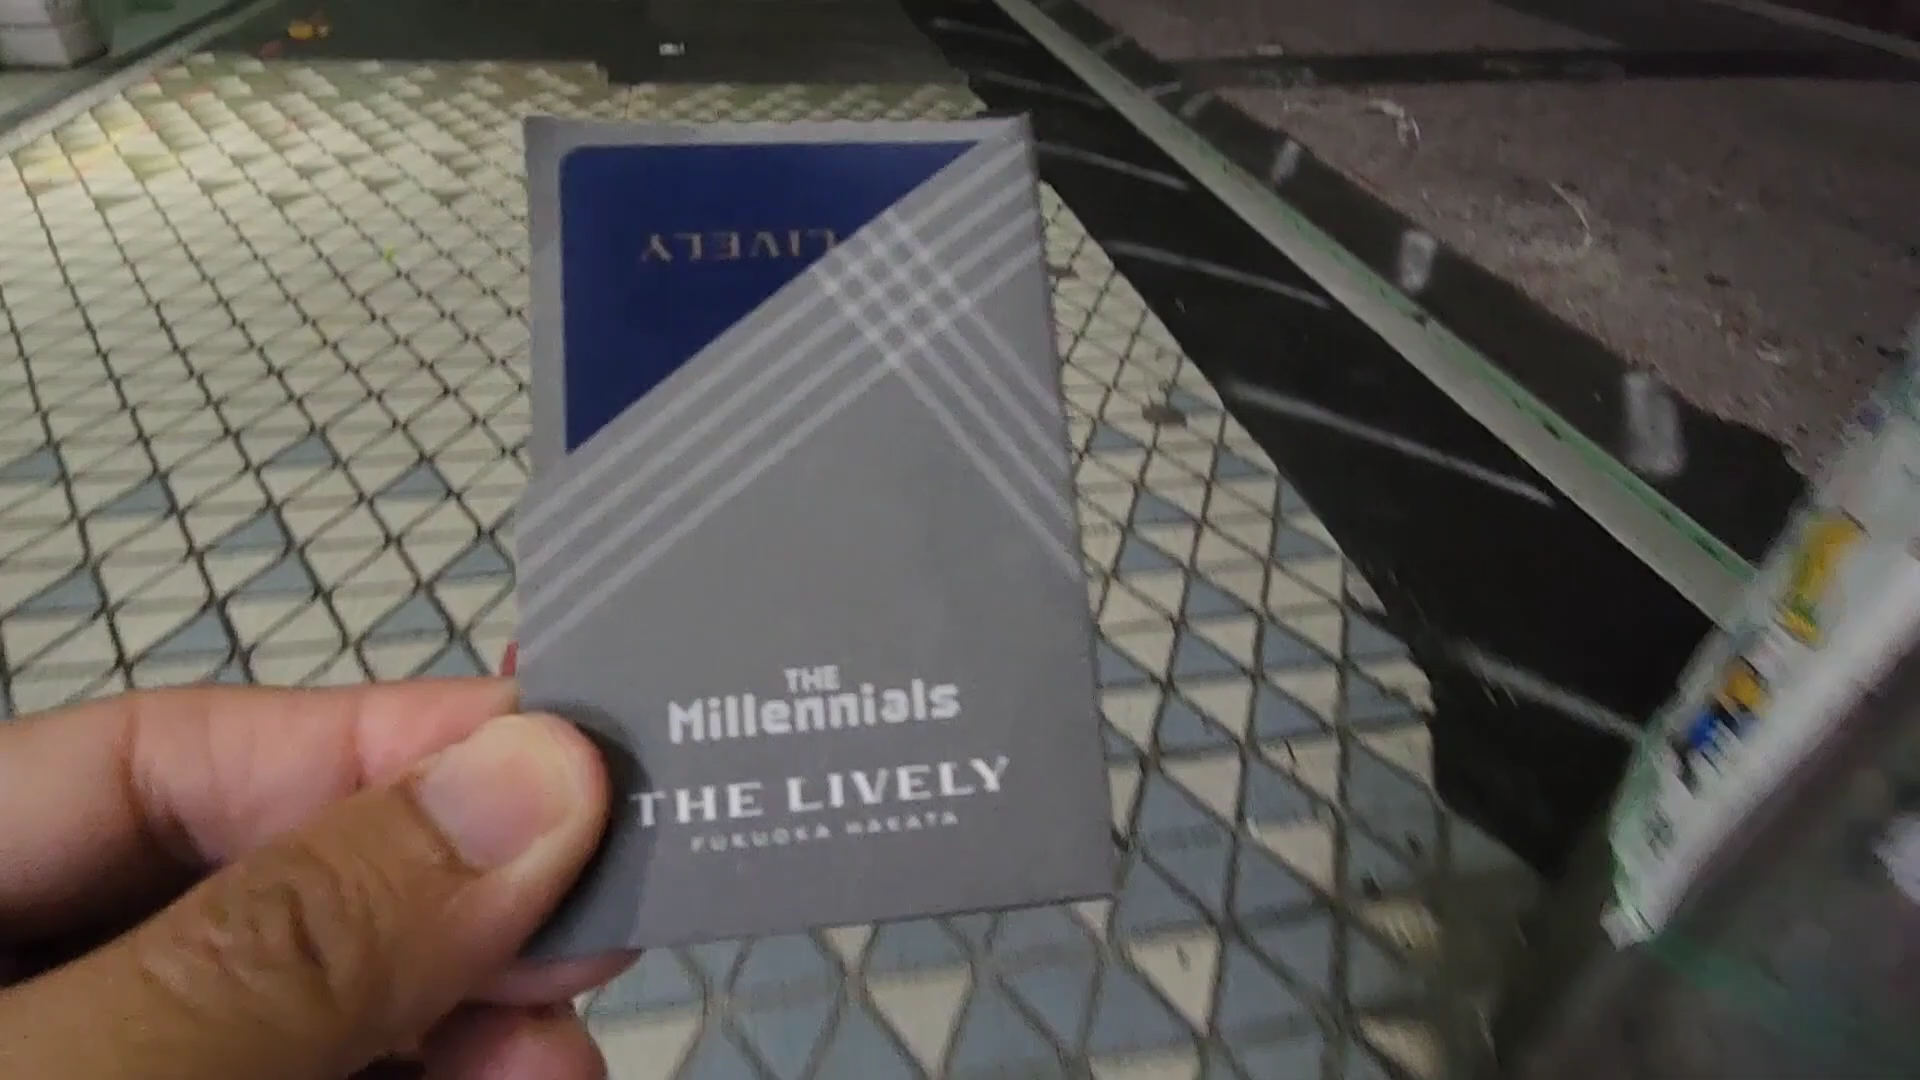 LIVELY
THE
Millennials
THE LIVELY
FUKUOKA HAKATA